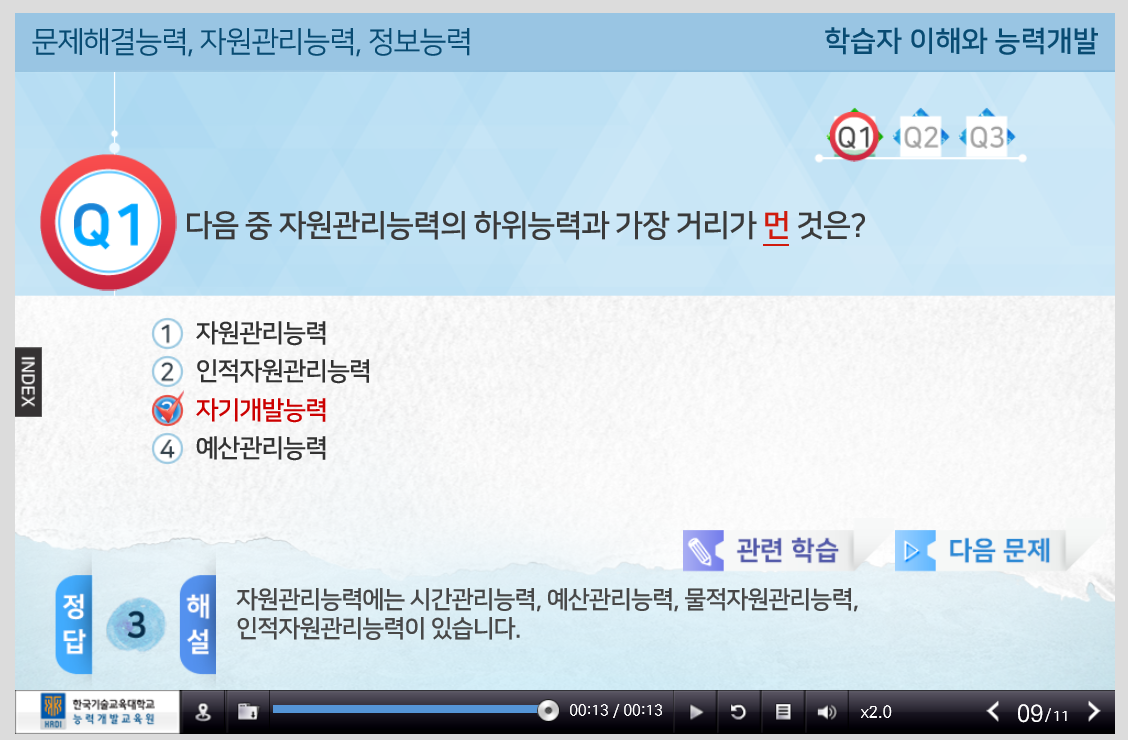 문제해결능력, 자원관리능력, 정보능력
학습자 이해와 능력개발
Q1 Q2 Q3
Q1 다음 중 자원관리능력의 하위능력과 가장 거리가 먼 것은?
1 자원관리능력
2 인적자원관리능력
자기개발능력
4 예산관리능력
INDEX
관련 학습
다음 문제
정답
3
해설
자원관리능력에는 시간관리능력, 예산관리능력, 물적자원관리능력,
인적자원관리능력이 있습니다.
HRDI
한국기술교육대학교
능력개발교육원
00:13 / 00:13
x2.0
09/11